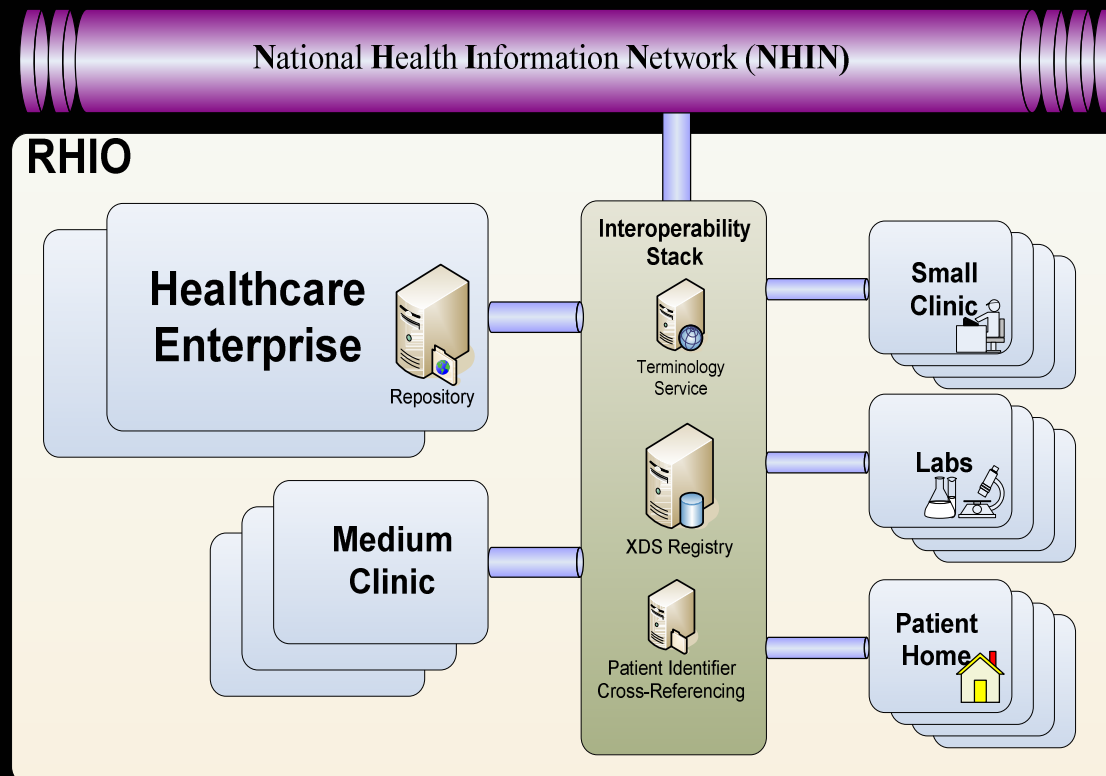 National Health Information Network (NHIN)
RHIO
Healthcare
Enterprise
Repository
Medium
Clinic
Interoperability
Stack
Terminology
Service
XDS Registry
Patient Identifier
Cross-Referencing
Small
Clinic
Labs
Patient
Home